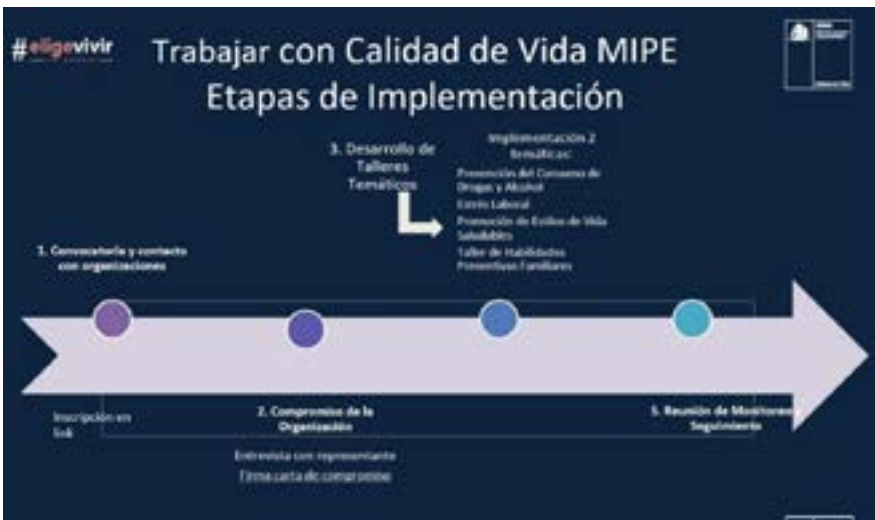 #eligevivir
Trabajar con Calidad de Vida MIPE
Etapas de Implementación
3. Desarrollo de
Talleres
Temáticos
Implementación 2
temáticas:
Prevención del Consumo de
Drogas y Alcohol
Estrés Laboral
Promoción de Estilos de Vida
Saludables
Taller de Habilidades
Preventivas Familiares
1. Convocatoria y contacto
con organizaciones
Inscripción en
link
2. Compromiso de la
Organización
Entrevista con representante
Firma carta de compromiso
Reunión de Monitoreo y
Seguimiento